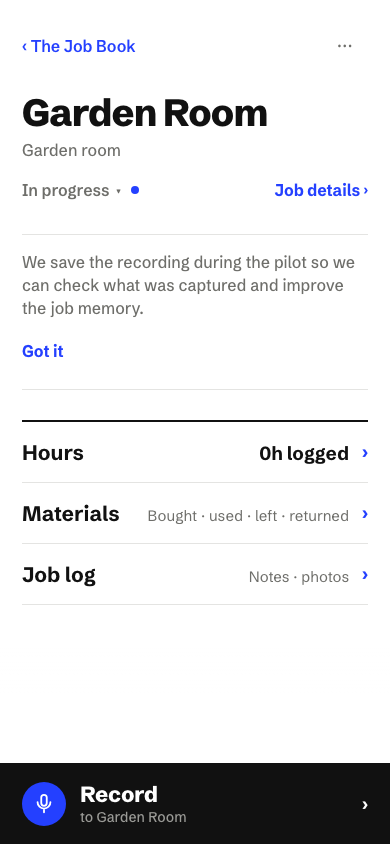 ‹ The Job Book
···
Garden Room
Garden room
In progress ▾
Job details ›
We save the recording during the pilot so we
can check what was captured and improve
the job memory.
Got it
Hours 0h logged ›
Materials Bought · used · left · returned ›
Job log Notes · photos ›
Record ›
to Garden Room